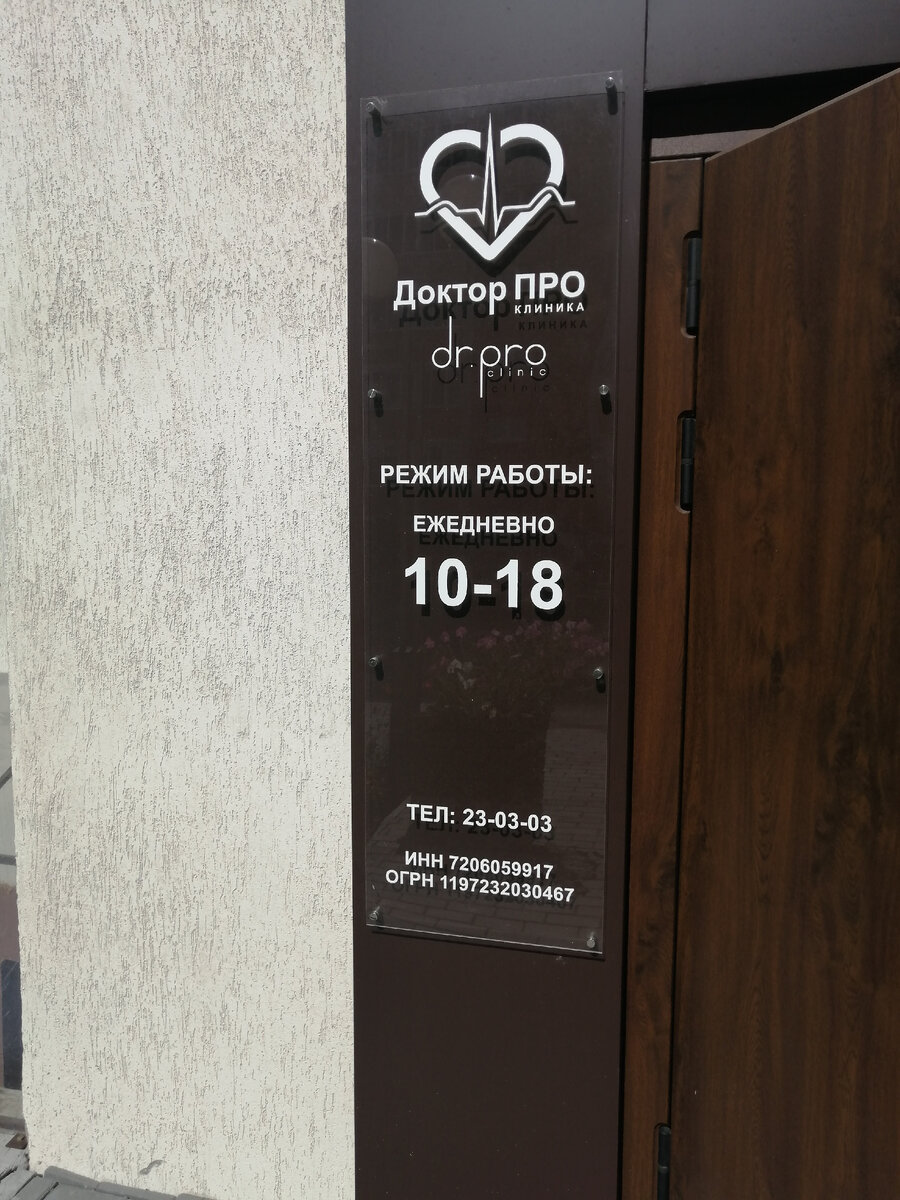 Доктор ПРО
КЛИНИКА
dr.pro
clinic
РЕЖИМ РАБОТЫ:
ЕЖЕДНЕВНО
10-18
ТЕЛ: 23-03-03
ИНН 7206059917
ОГРН 1197232030467